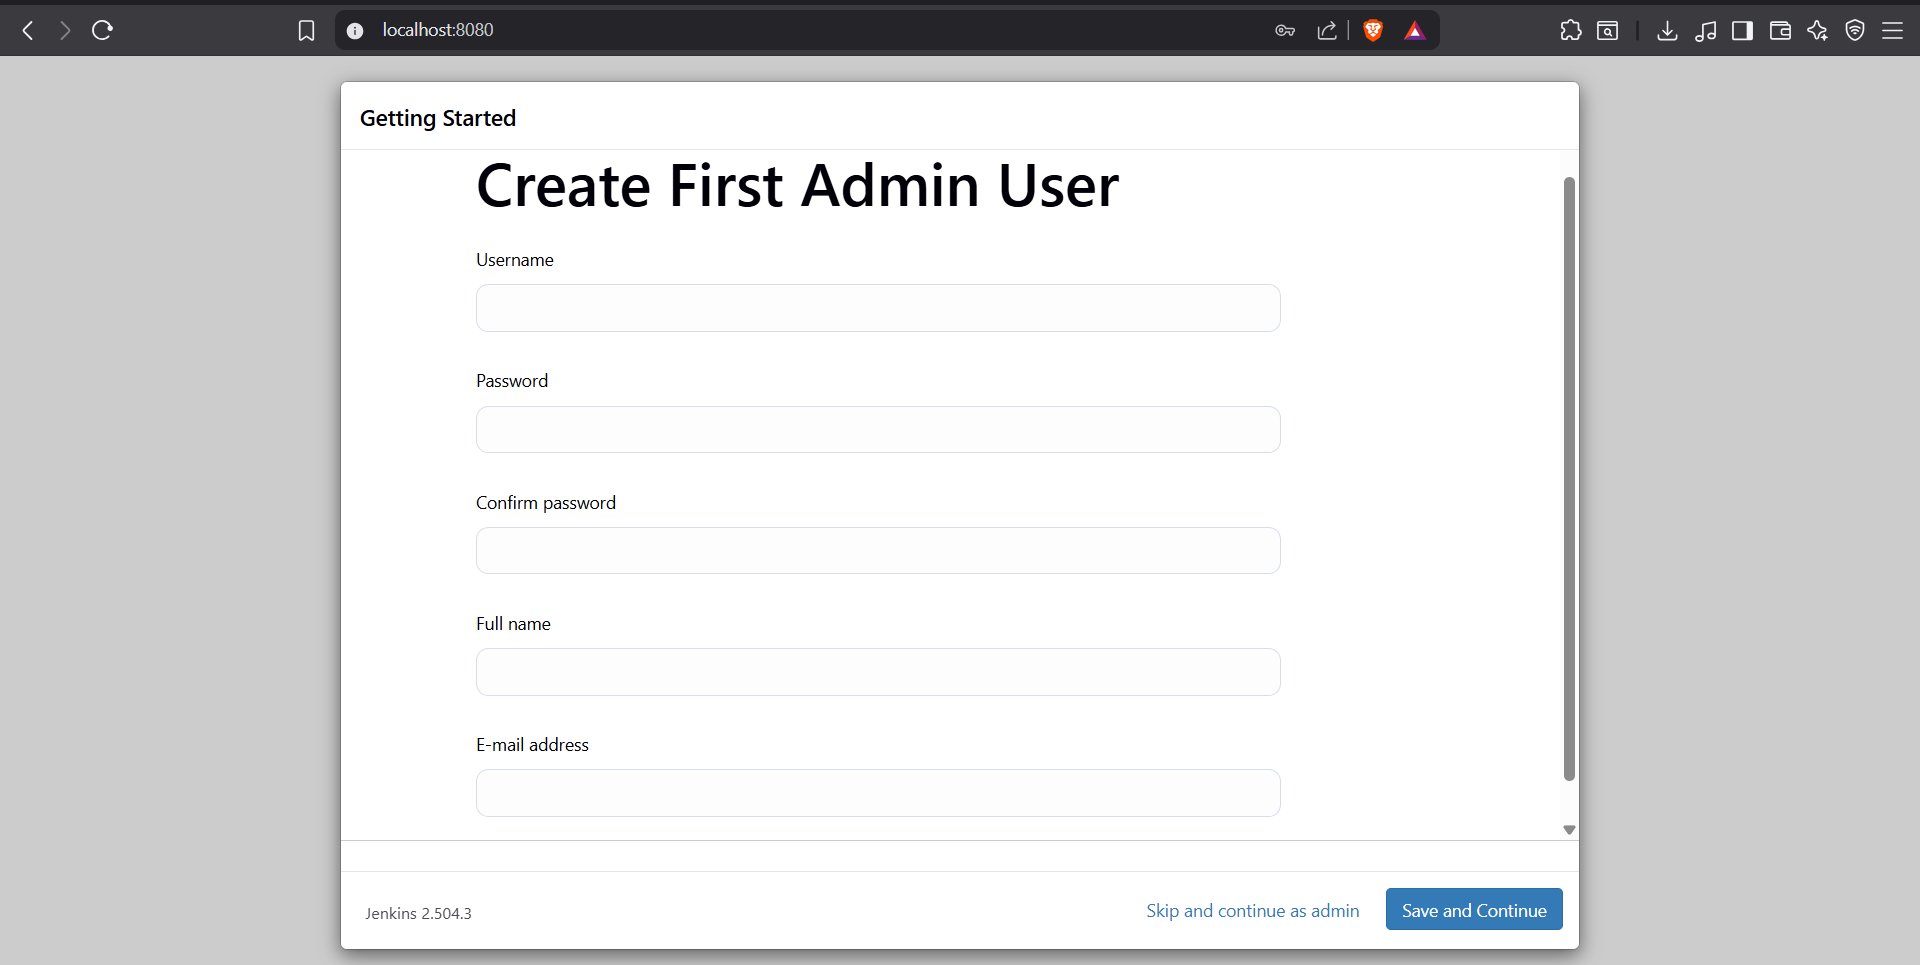 localhost:8080
Getting Started
Create First Admin User
Username
Password
Confirm password
Full name
E-mail address
Jenkins 2.504.3
Skip and continue as admin
Save and Continue